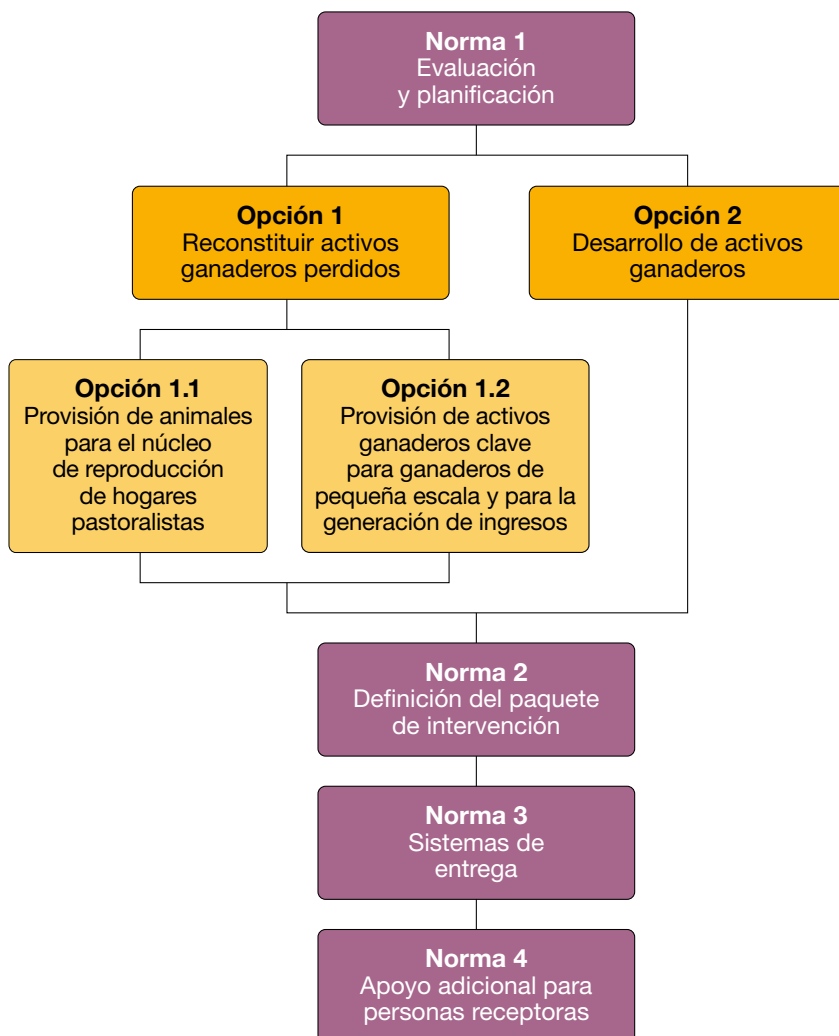 Norma 1
Evaluación
y planificación
Opción 1
Reconstituir activos
ganaderos perdidos
Opción 2
Desarrollo de activos
ganaderos
Opción 1.1
Provisión de animales
para el núcleo
de reproducción
de hogares
pastoralistas
Opción 1.2
Provisión de activos
ganaderos clave
para ganaderos de
pequeña escala y para la
generación de ingresos
Norma 2
Definición del paquete
de intervención
Norma 3
Sistemas de
entrega
Norma 4
Apoyo adicional para
personas receptoras